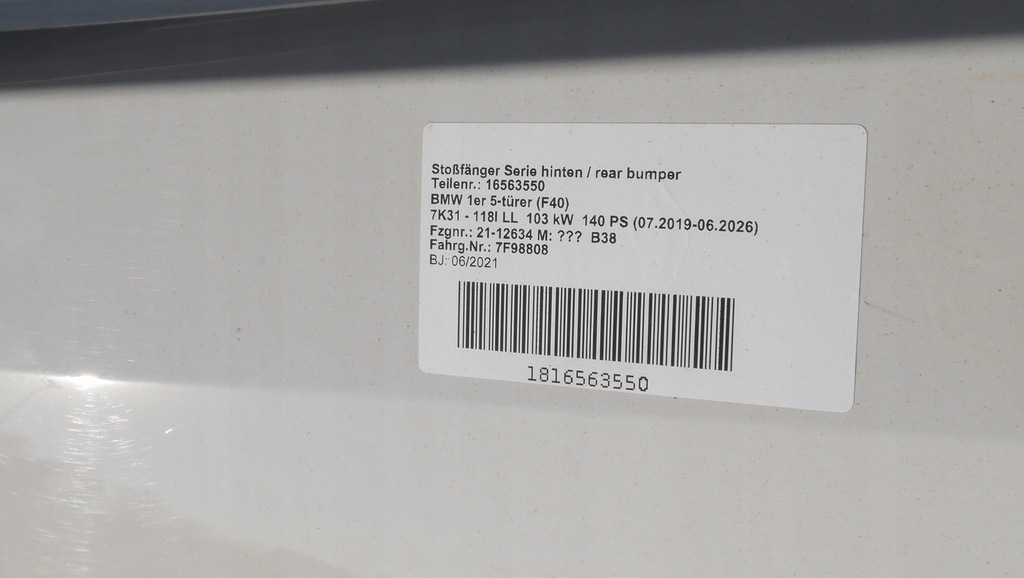 Stoßfänger Serie hinten / rear bumper
Teilenr.: 16563550
BMW 1er 5-türer (F40)
7K31 - 118I LL 103 kW 140 PS (07.2019-06.2026)
Fzgnr.: 21-12634 M: ??? B38
Fahrg.Nr.: 7F98808
BJ: 06/2021
1816563550